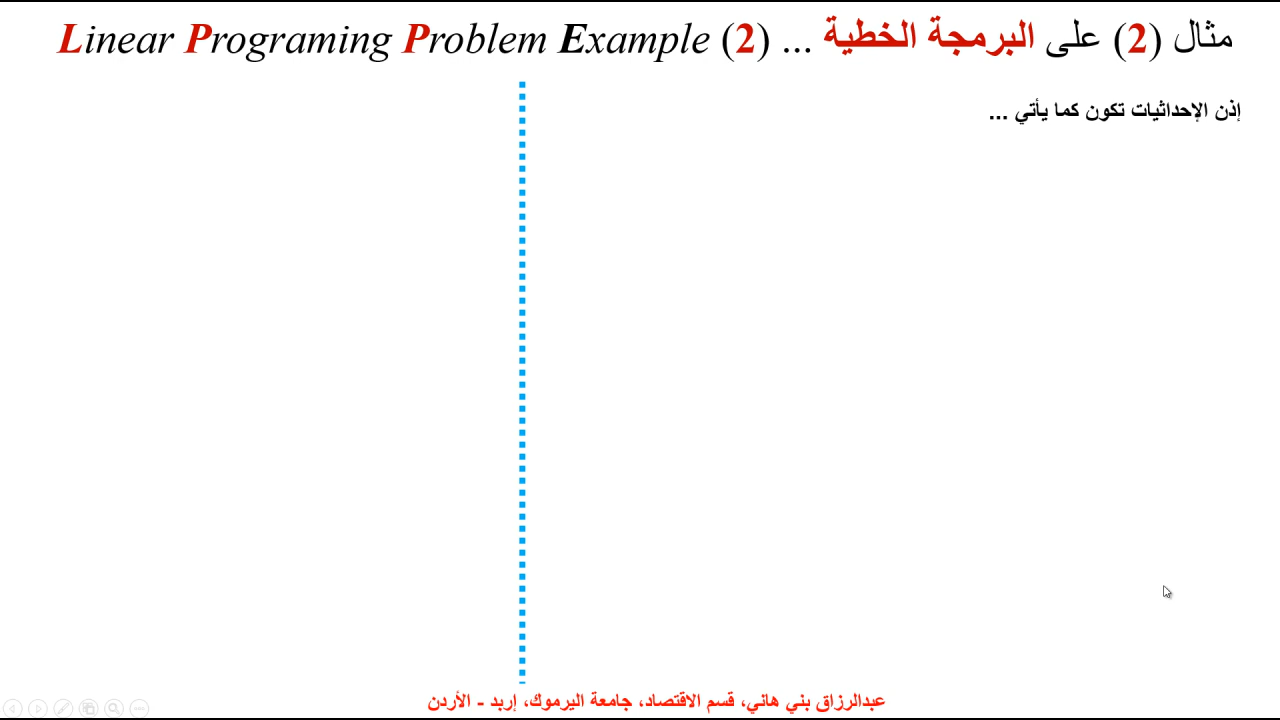 مثال (2) على البرمجة الخطية ... Linear Programing Problem Example (2)
إذن الإحداثيات تكون كما يأتي ...
عبدالرزاق بني هاني، قسم الاقتصاد، جامعة اليرموك، إربد - الأردن